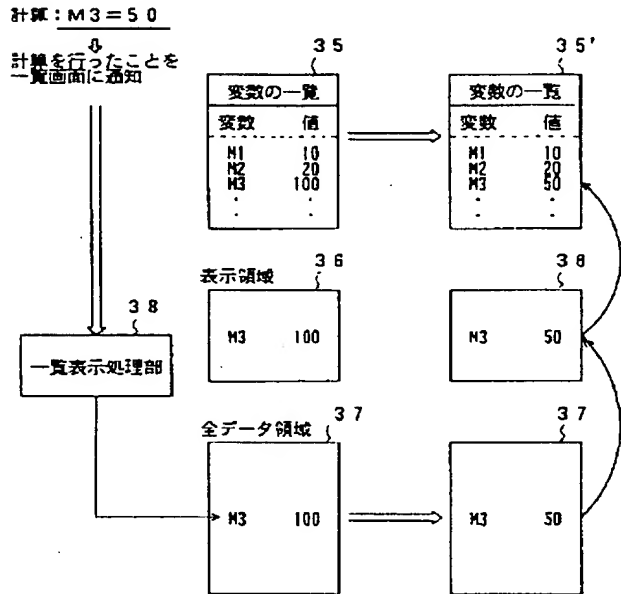 計算：M3＝50
計算を行ったことを
一覧画面に通知
35
変数の一覧
変数 値
M1 10
M2 20
M3 100
. .
. .
35'
変数の一覧
変数 値
M1 10
M2 20
M3 50
. .
. .
表示領域
36
M3 100
36
M3 50
38
一覧表示処理部
全データ領域
37
M3 100
37
M3 50